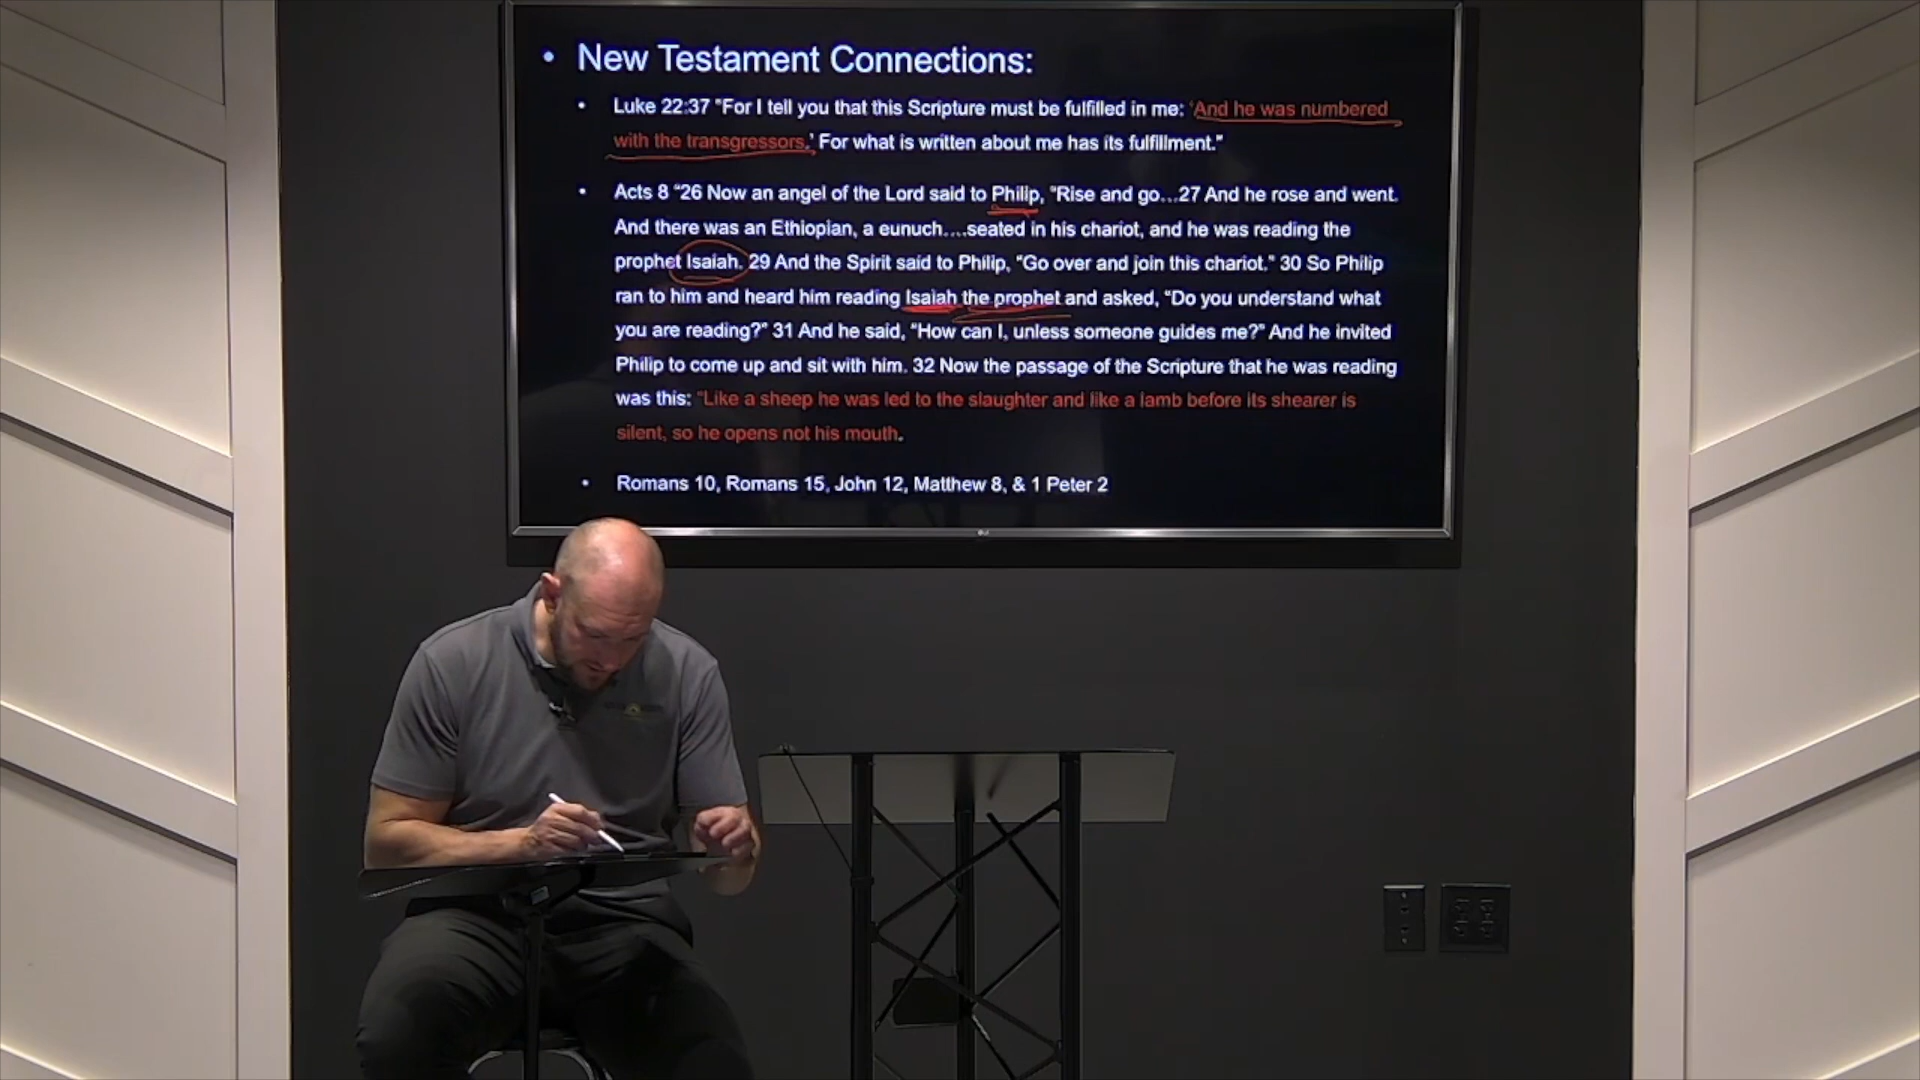 • New Testament Connections:
• Luke 22:37 "For I tell you that this Scripture must be fulfilled in me: 'And he was numbered
with the transgressors.' For what is written about me has its fulfillment."
• Acts 8 “26 Now an angel of the Lord said to Philip, "Rise and go…27 And he rose and went.
And there was an Ethiopian, a eunuch….seated in his chariot, and he was reading the
prophet Isaiah. 29 And the Spirit said to Philip, “Go over and join this chariot.” 30 So Philip
ran to him and heard him reading Isaiah the prophet and asked, “Do you understand what
you are reading?” 31 And he said, “How can I, unless someone guides me?” And he invited
Philip to come up and sit with him. 32 Now the passage of the Scripture that he was reading
was this: “Like a sheep he was led to the slaughter and like a lamb before its shearer is
silent, so he opens not his mouth.
• Romans 10, Romans 15, John 12, Matthew 8, & 1 Peter 2